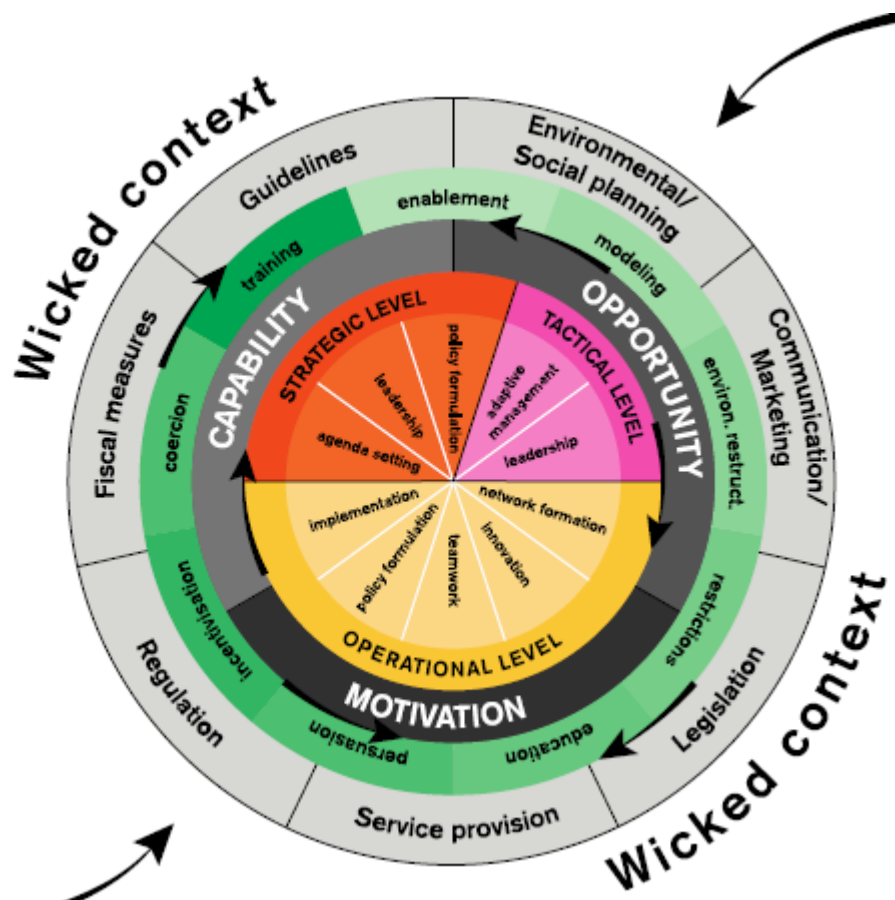 Wicked context
Guidelines
Environmental/
Social planning
Communication/
Marketing
Legislation
Service provision
Regulation
Fiscal measures
Wicked context
enablement
modeling
environ. restruct.
restrictions
education
persuasion
incentivisation
coercion
training
CAPABILITY
OPPORTUNITY
MOTIVATION
STRATEGIC LEVEL
agenda setting
leadership
policy formulation
TACTICAL LEVEL
adaptive
management
leadership
OPERATIONAL LEVEL
network formation
innovation
teamwork
policy formulation
implementation